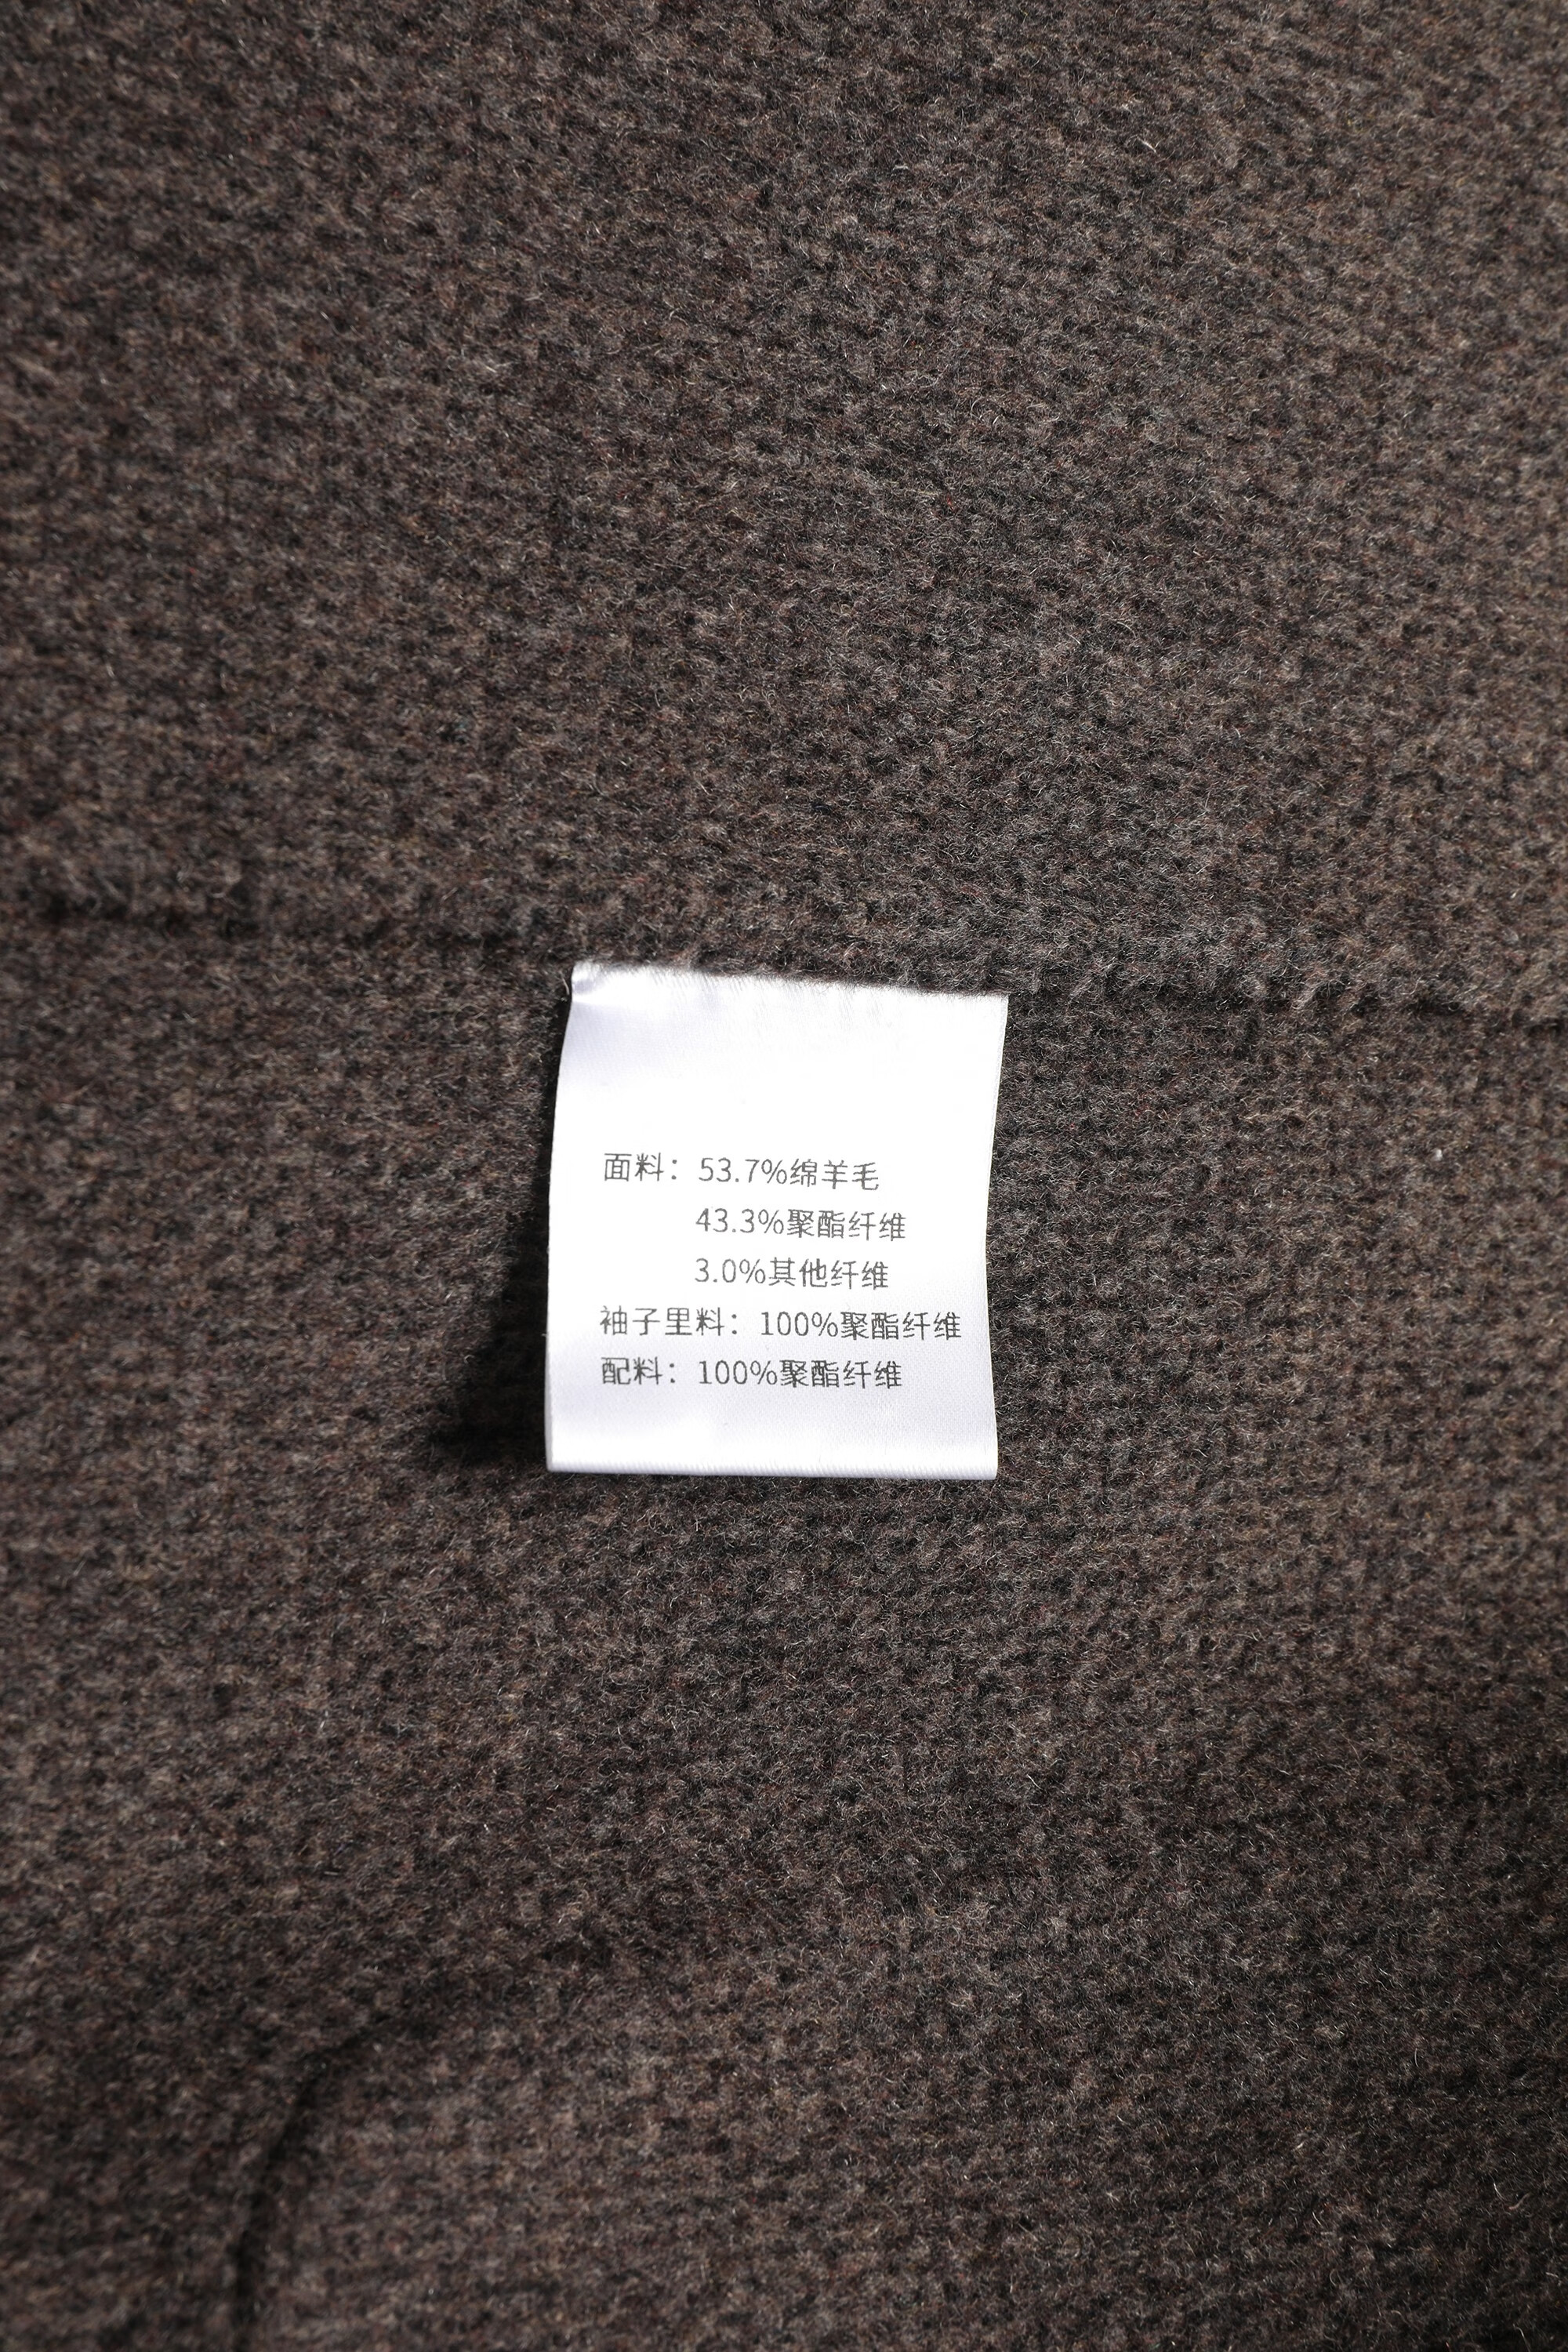 面料：53.7%绵羊毛
43.3%聚酯纤维
3.0%其他纤维
袖子里料：100%聚酯纤维
配料：100%聚酯纤维